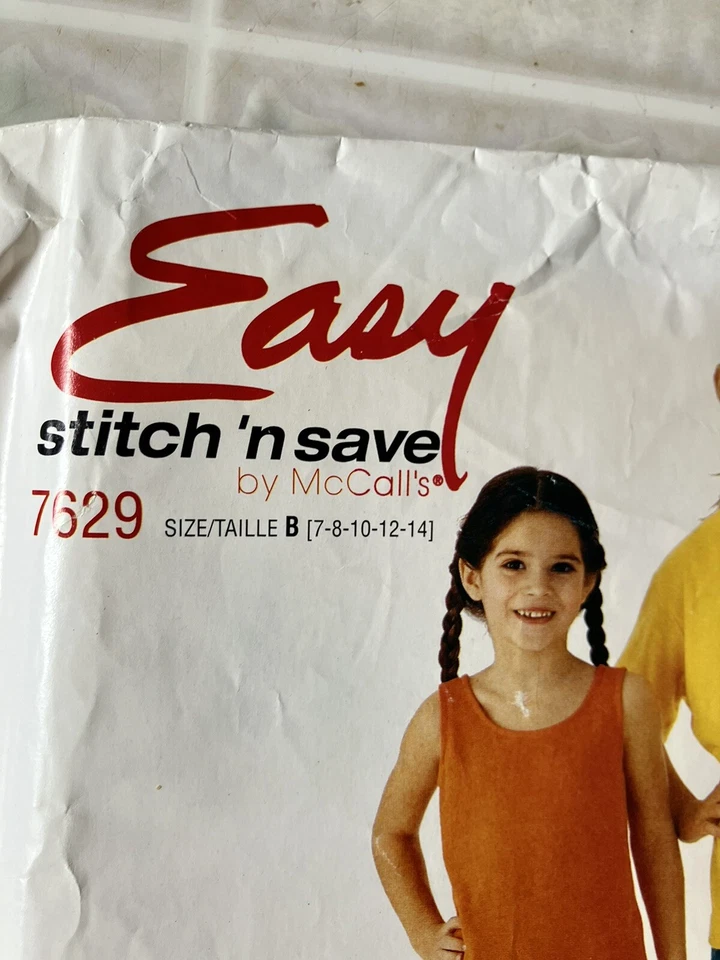 Easy
stitch 'n save
by McCall's®
7629 SIZE/TAILLE B [7-8-10-12-14]